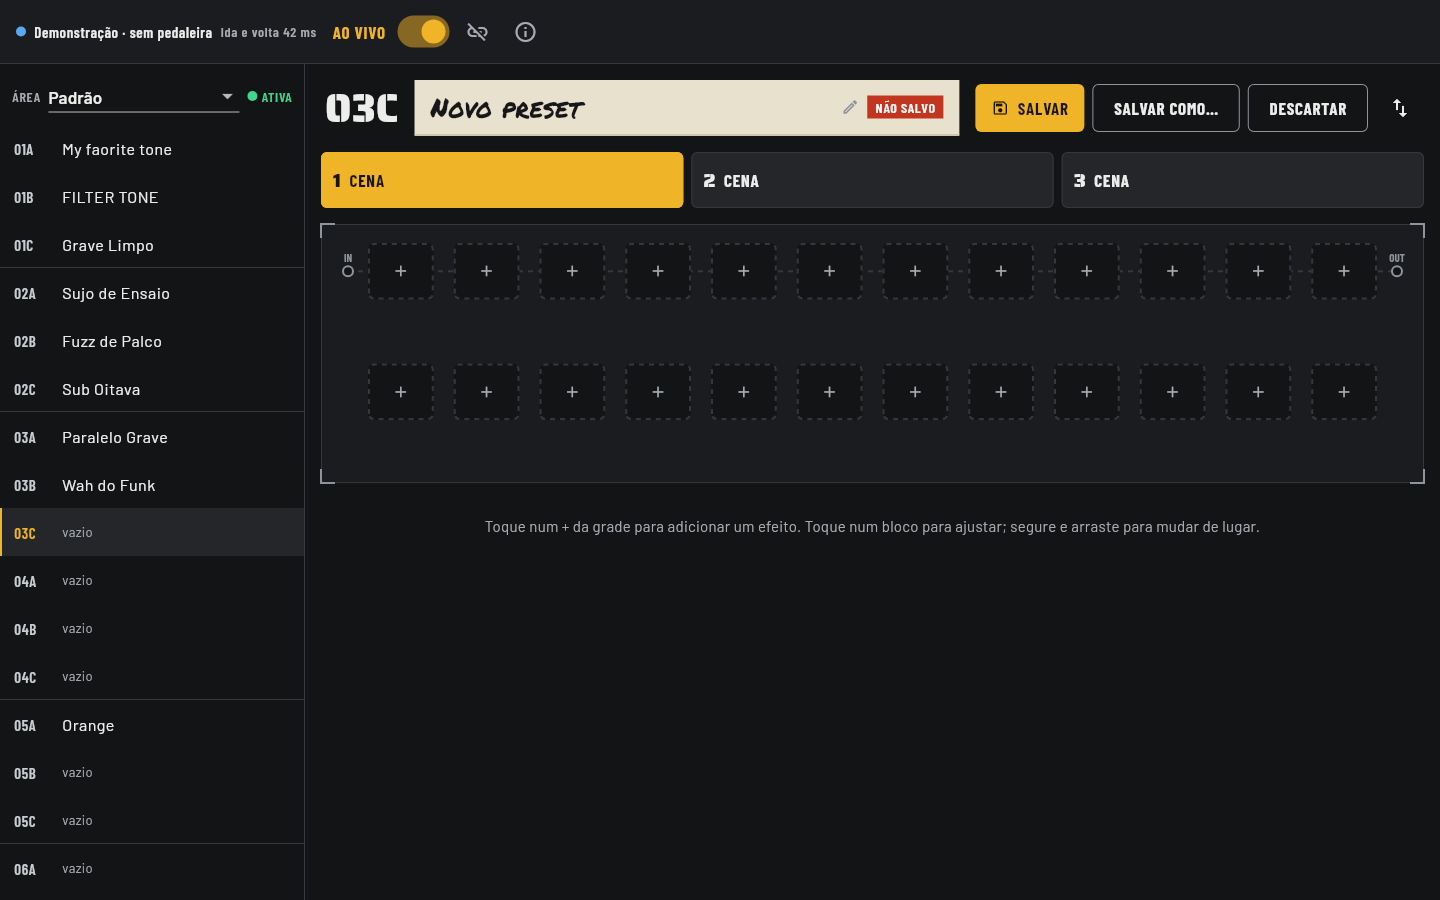 Demonstração · sem pedaleira Ida e volta 42 ms AO VIVO
ÁREA Padrão ATIVA
01A My faorite tone
01B FILTER TONE
01C Grave Limpo
02A Sujo de Ensaio
02B Fuzz de Palco
02C Sub Oitava
03A Paralelo Grave
03B Wah do Funk
03C vazio
04A vazio
04B vazio
04C vazio
05A Orange
05B vazio
05C vazio
06A vazio
03C Novo preset NÃO SALVO SALVAR SALVAR COMO... DESCARTAR
1 CENA 2 CENA 3 CENA
IN OUT
+ + + + + + + + + + + +
+ + + + + + + + + + + +
Toque num + da grade para adicionar um efeito. Toque num bloco para ajustar; segure e arraste para mudar de lugar.